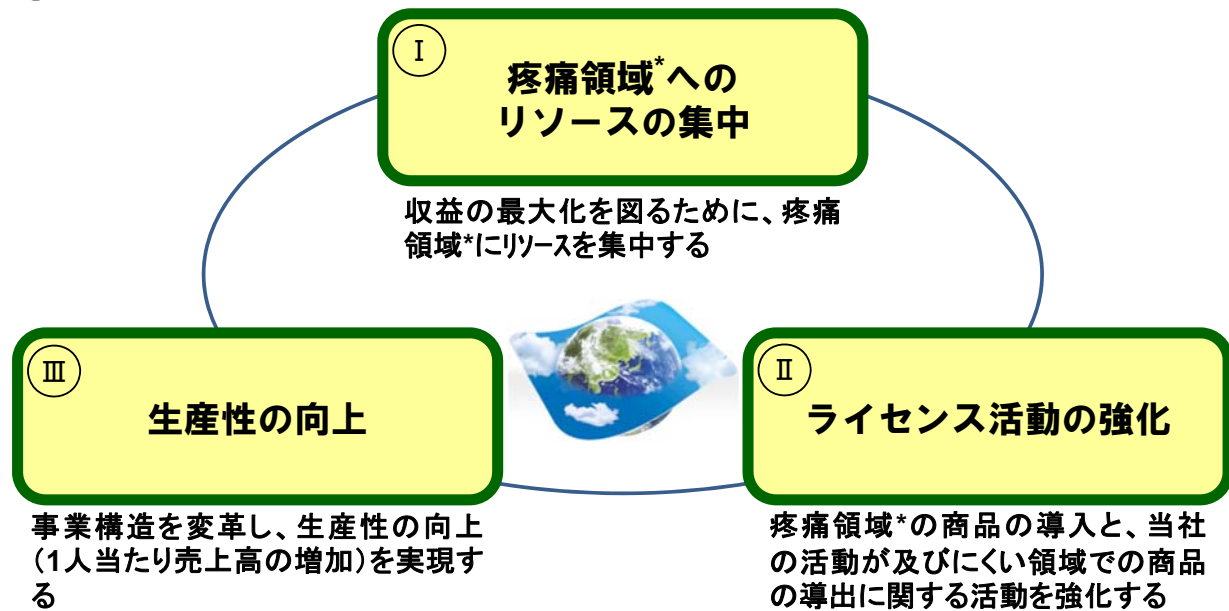 Ⅰ
疼痛領域*への
リソースの集中
収益の最大化を図るために、疼痛
領域*にﾘｿｰｽを集中する
Ⅲ
生産性の向上
事業構造を変革し、生産性の向上
（1人当たり売上高の増加）を実現す
る
Ⅱ
ライセンス活動の強化
疼痛領域*の商品の導入と、当社
の活動が及びにくい領域での商品
の導出に関する活動を強化する